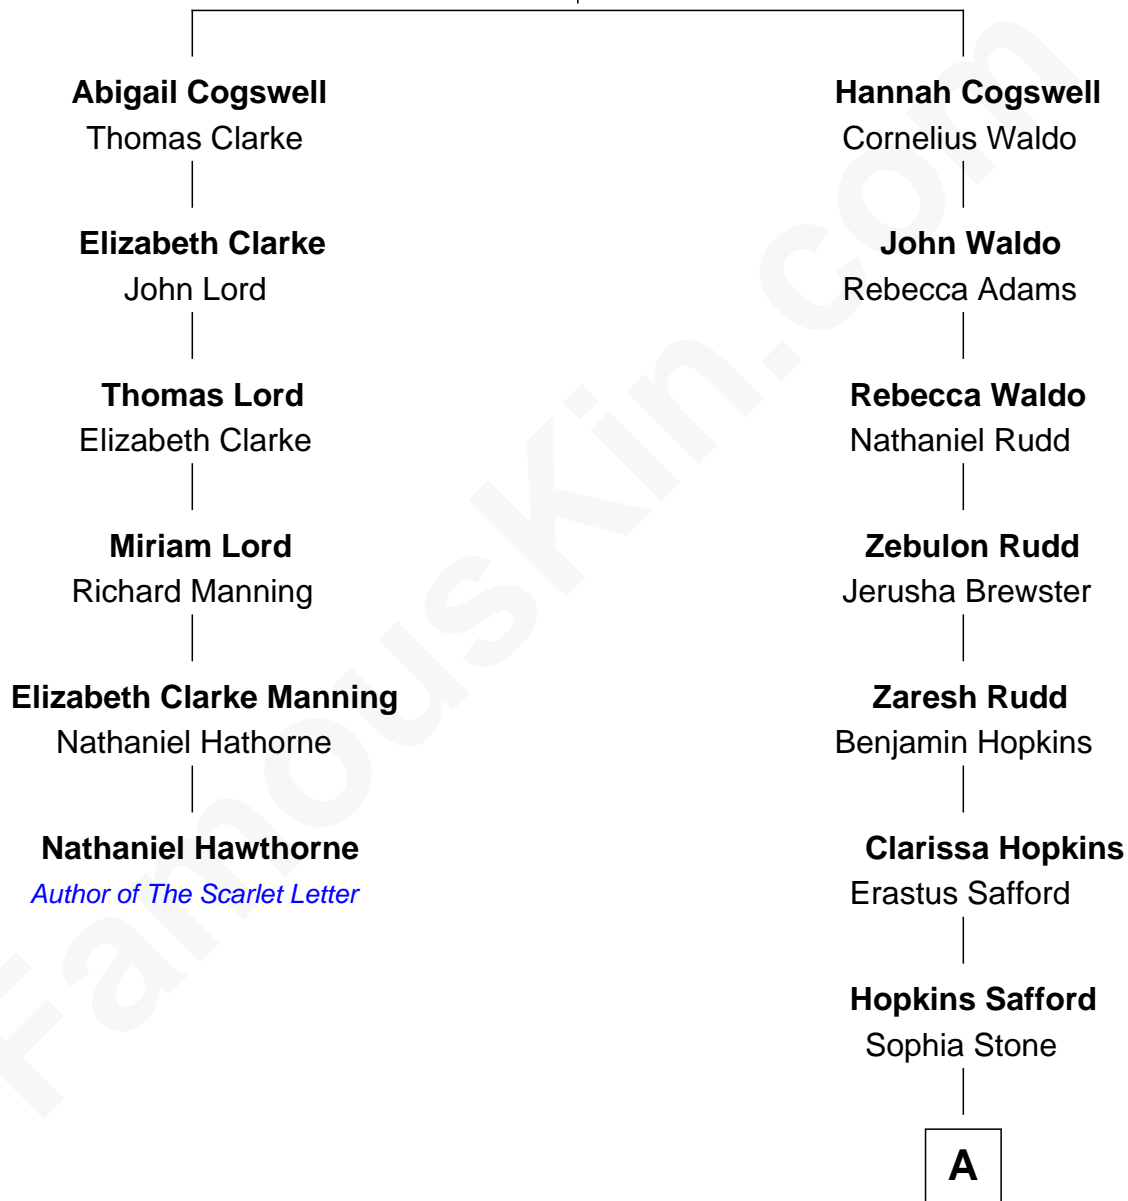 Abigail Cogswell
Thomas Clarke
Elizabeth Clarke
John Lord
Thomas Lord
Elizabeth Clarke
Miriam Lord
Richard Manning
Elizabeth Clarke Manning
Nathaniel Hathorne
Nathaniel Hawthorne
Author of The Scarlet Letter
Hannah Cogswell
Cornelius Waldo
John Waldo
Rebecca Adams
Rebecca Waldo
Nathaniel Rudd
Zebulon Rudd
Jerusha Brewster
Zaresh Rudd
Benjamin Hopkins
Clarissa Hopkins
Erastus Safford
Hopkins Safford
Sophia Stone
A
FamousKin.com